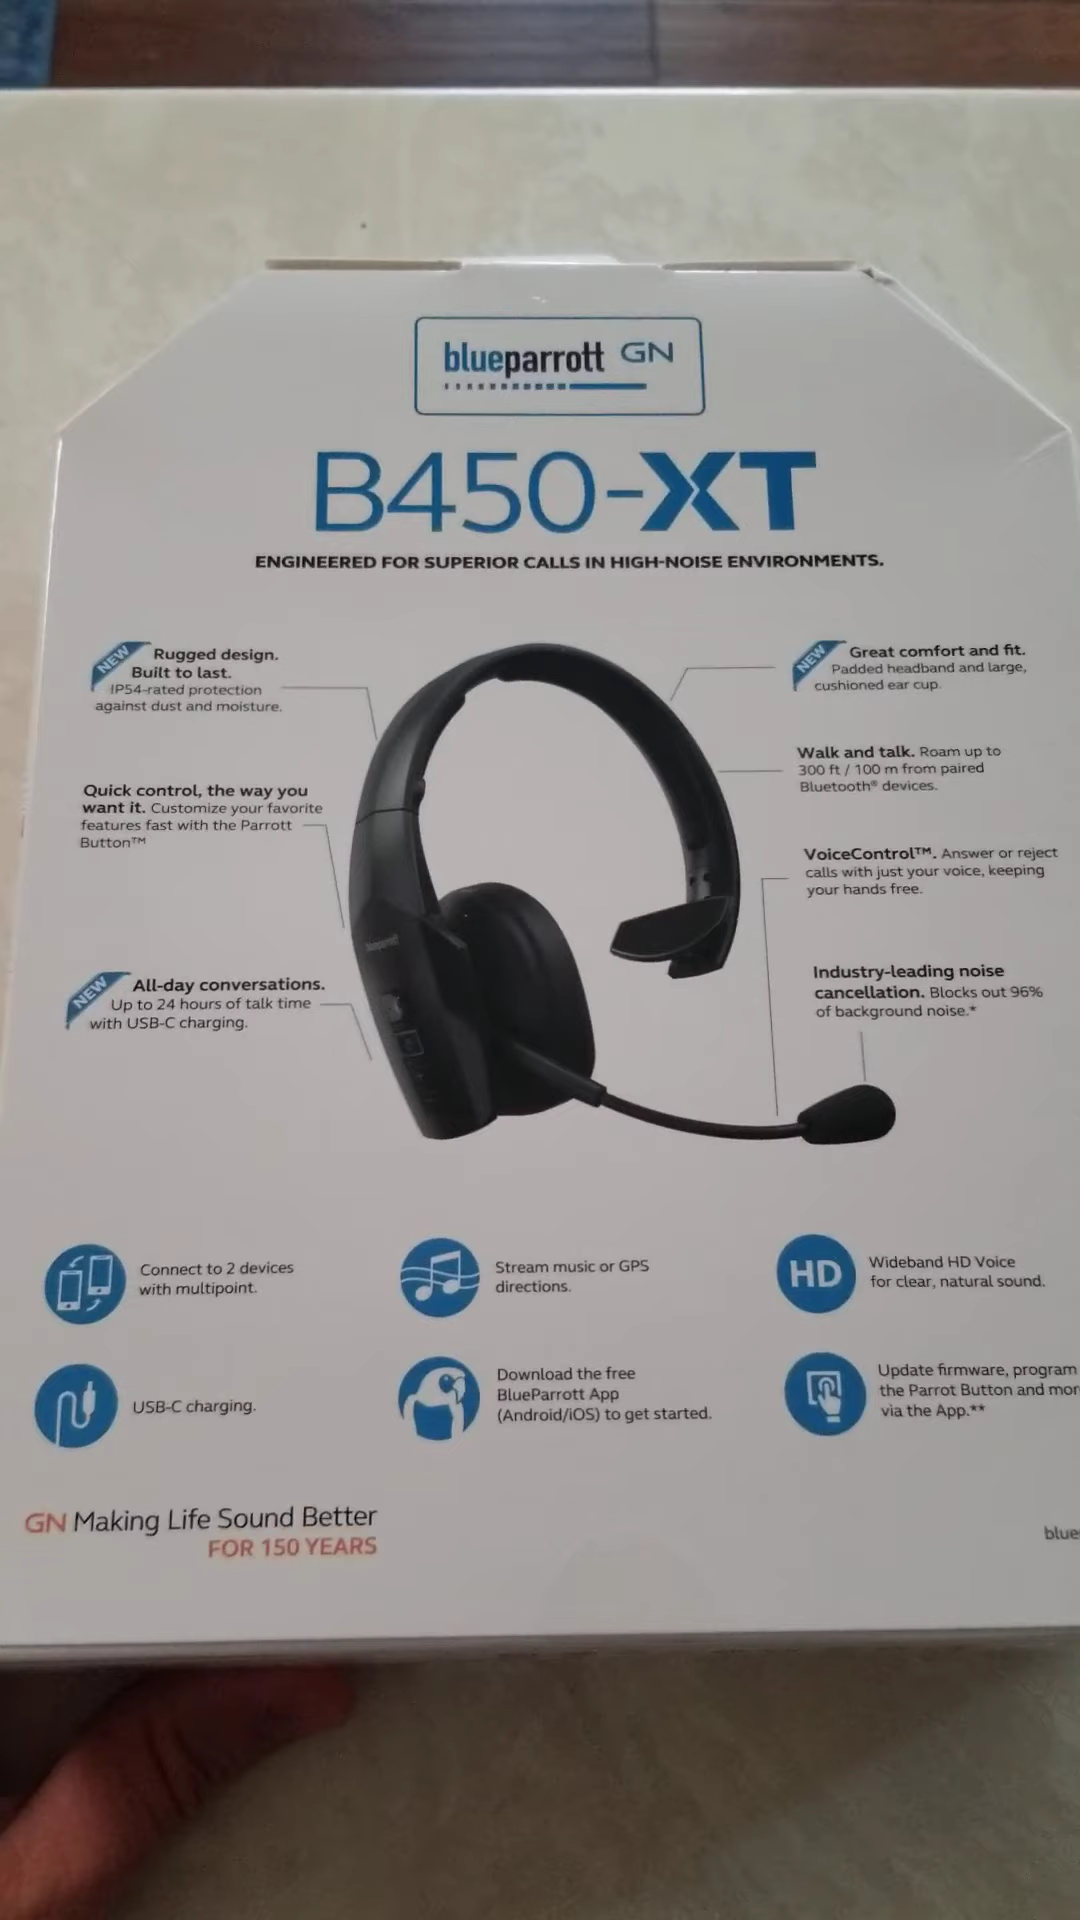 blueparrott GN
B450-XT
ENGINEERED FOR SUPERIOR CALLS IN HIGH-NOISE ENVIRONMENTS.
NEW
Rugged design.
Built to last.
IP54-rated protection
against dust and moisture.
Quick control, the way you
want it. Customize your favorite
features fast with the Parrott
Button™
NEW
All-day conversations.
Up to 24 hours of talk time
with USB-C charging.
NEW
Great comfort and fit.
Padded headband and large,
cushioned ear cup.
Walk and talk. Roam up to
300 ft / 100 m from paired
Bluetooth® devices.
VoiceControl™. Answer or reject
calls with just your voice, keeping
your hands free.
Industry-leading noise
cancellation. Blocks out 96%
of background noise.*
blueparrott
Connect to 2 devices
with multipoint.
Stream music or GPS
directions.
HD
Wideband HD Voice
for clear, natural sound.
USB-C charging.
Download the free
BlueParrott App
(Android/iOS) to get started.
Update firmware, program
the Parrot Button and mor
via the App.**
GN Making Life Sound Better
FOR 150 YEARS
blue